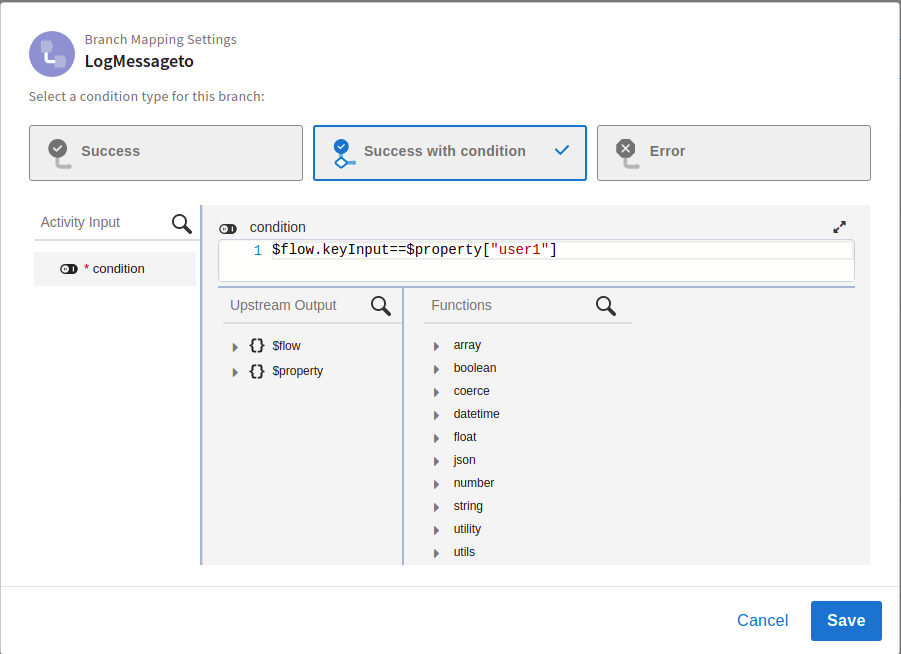 Branch Mapping Settings
LogMessageto
Select a condition type for this branch:
Success
Success with condition
Error
Activity Input
* condition
condition
1 $flow.keyInput==$property["user1"]
Upstream Output
{} $flow
{} $property
Functions
array
boolean
coerce
datetime
float
json
number
string
utility
utils
Cancel
Save